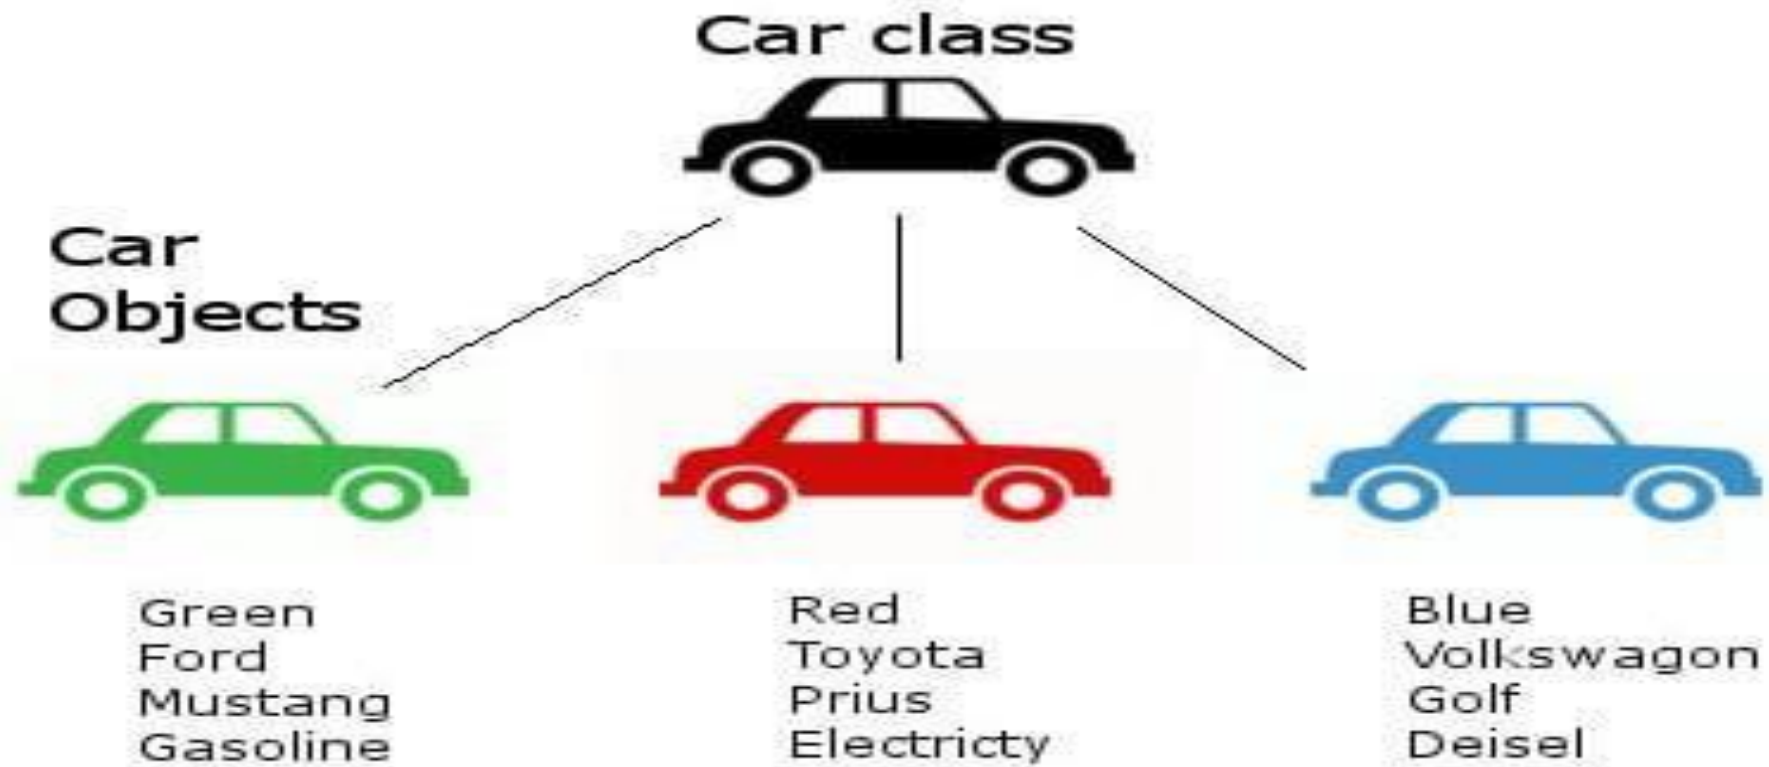 Car class
Car
Objects
Green
Ford
Mustang
Gasoline
Red
Toyota
Prius
Electricty
Blue
Volkswagon
Golf
Deisel